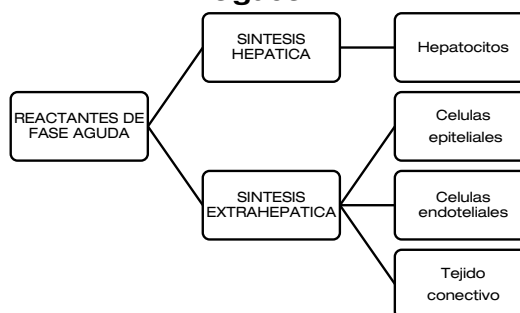 SINTESIS
HEPATICA
Hepatocitos
REACTANTES DE
FASE AGUDA
Celulas
epiteliales
SINTESIS
EXTRAHEPATICA
Celulas
endoteliales
Tejido
conectivo